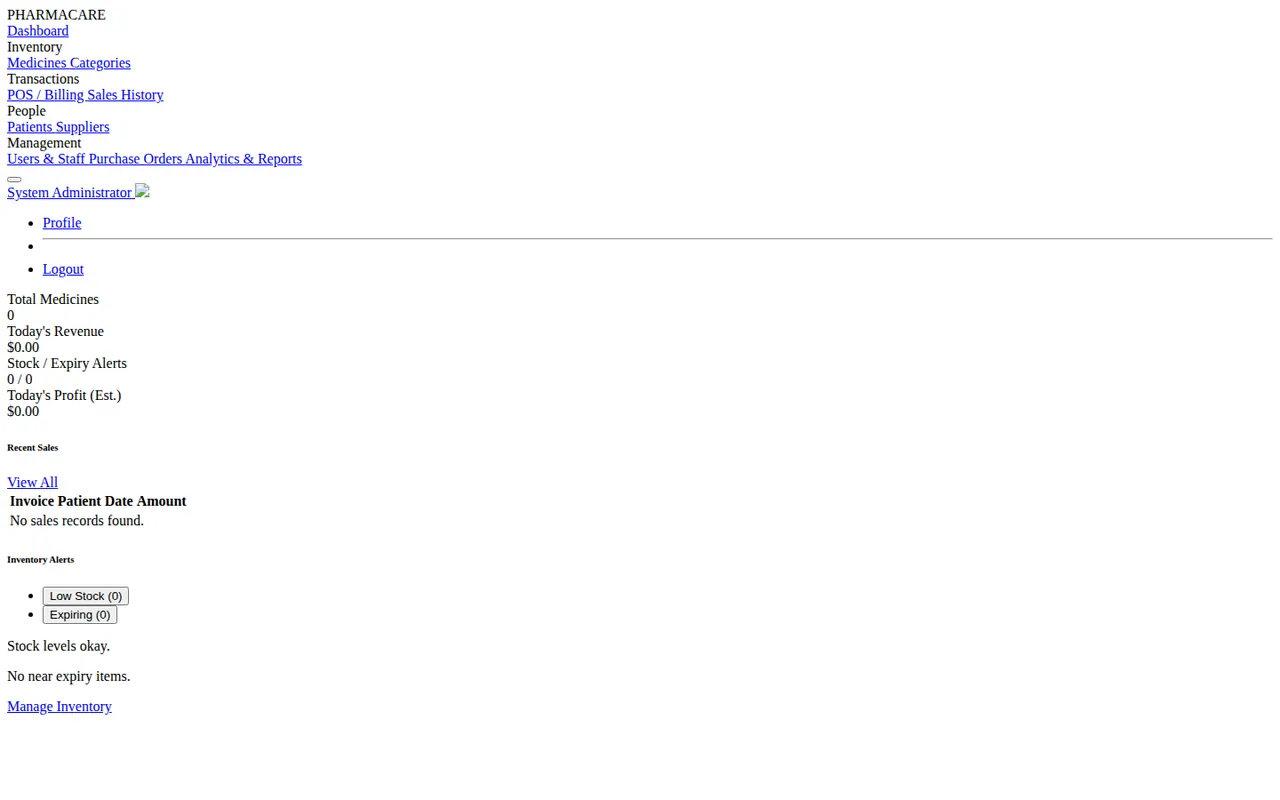 PHARMACARE
Dashboard
Inventory
Medicines Categories
Transactions
POS / Billing Sales History
People
Patients Suppliers
Management
Users & Staff Purchase Orders Analytics & Reports
System Administrator
Profile
Logout
Total Medicines
0
Today's Revenue
$0.00
Stock / Expiry Alerts
0 / 0
Today's Profit (Est.)
$0.00
Recent Sales
View All
Invoice Patient Date Amount
No sales records found.
Inventory Alerts
Low Stock (0)
Expiring (0)
Stock levels okay.
No near expiry items.
Manage Inventory